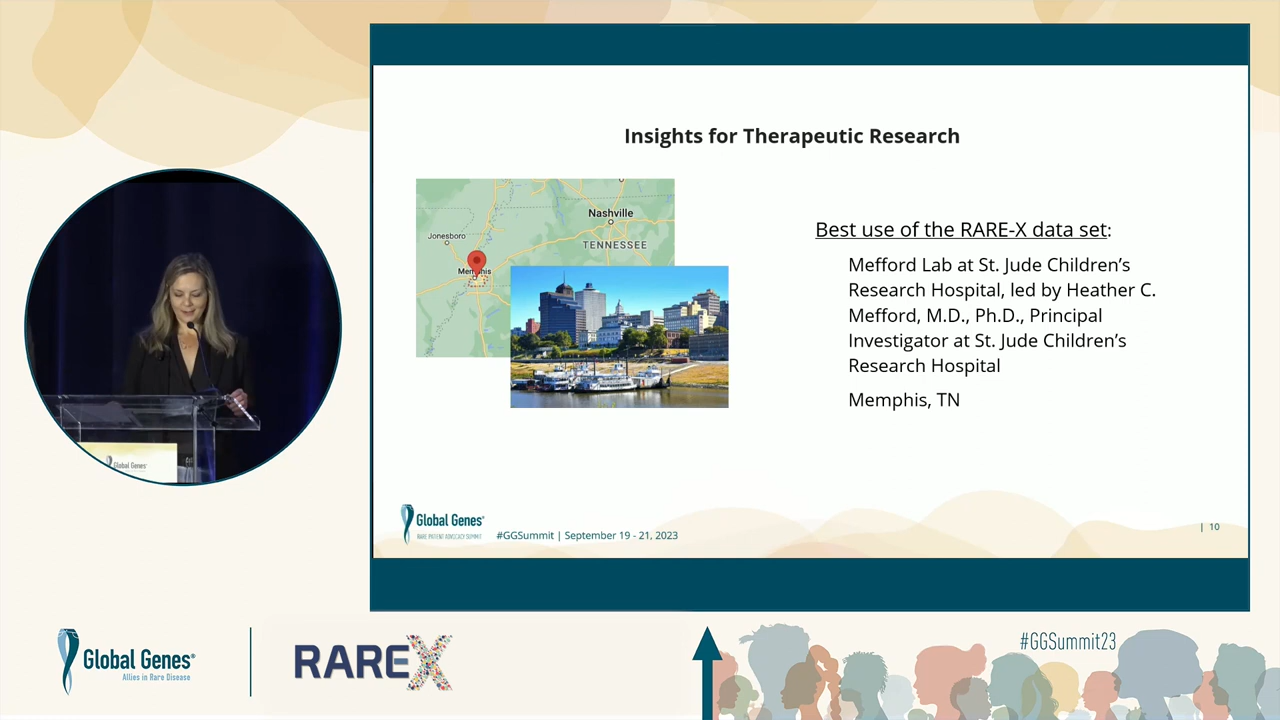 Insights for Therapeutic Research
Nashville
Jonesboro
TENNESSEE
Memphis
Best use of the RARE-X data set:
Mefford Lab at St. Jude Children's
Research Hospital, led by Heather C.
Mefford, M.D., Ph.D., Principal
Investigator at St. Jude Children's
Research Hospital
Memphis, TN
Global Genes®
RARE PATIENT ADVOCACY SUMMIT
#GGSummit | September 19 - 21, 2023
| 10
Global Genes
Global Genes®
Allies in Rare Disease
RAREX
#GGSummit23